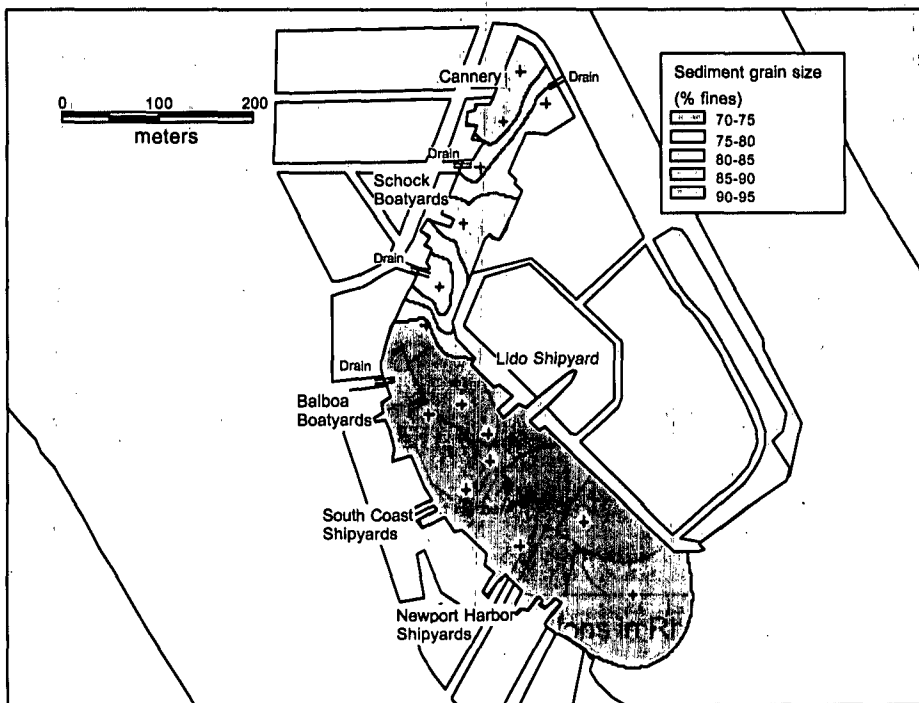 Cannery
Drain
Sediment grain size
(% fines)
70-75
75-80
80-85
85-90
90-95
0 100 200
meters
Drain
Schock
Boatyards
Drain
Lido Shipyard
Drain
Balboa
Boatyards
South Coast
Shipyards
Newport Harbor
Shipyards